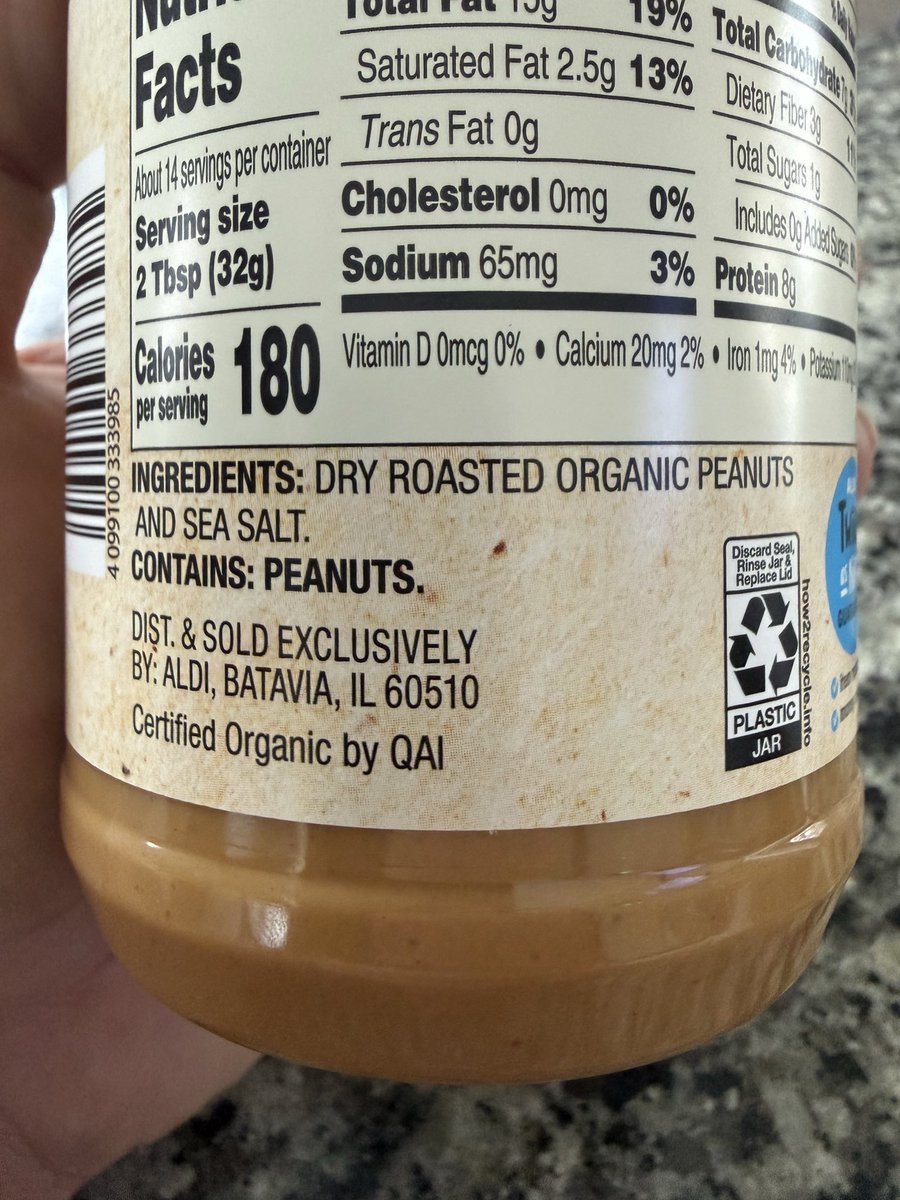 Facts
About 14 servings per container
Serving size
2 Tbsp (32g)
Calories
per serving
180
Total Fat 15g 19%
Saturated Fat 2.5g 13%
Trans Fat 0g
Cholesterol 0mg 0%
Sodium 65mg 3%
Total Carbohydrate 7g
Dietary Fiber 3g
Total Sugars 1g
Includes 0g Added Sugars
Protein 8g
Vitamin D 0mcg 0% • Calcium 20mg 2% • Iron 1mg 4% • Potassium
INGREDIENTS: DRY ROASTED ORGANIC PEANUTS
AND SEA SALT.
CONTAINS: PEANUTS.
DIST. & SOLD EXCLUSIVELY
BY: ALDI, BATAVIA, IL 60510
Certified Organic by QAI
4 099100 333985
Discard Seal,
Rinse Jar &
Replace Lid
PLASTIC
JAR
how2recycle.info